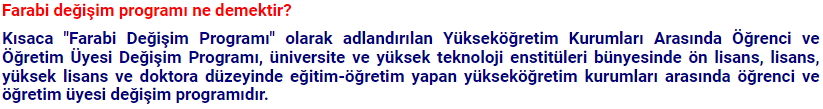 Farabi değişim programı ne demektir?
Kısaca "Farabi Değişim Programı" olarak adlandırılan Yükseköğretim Kurumları Arasında Öğrenci ve
Öğretim Üyesi Değişim Programı, üniversite ve yüksek teknoloji enstitüleri bünyesinde ön lisans, lisans,
yüksek lisans ve doktora düzeyinde eğitim-öğretim yapan yükseköğretim kurumları arasında öğrenci ve
öğretim üyesi değişim programıdır.